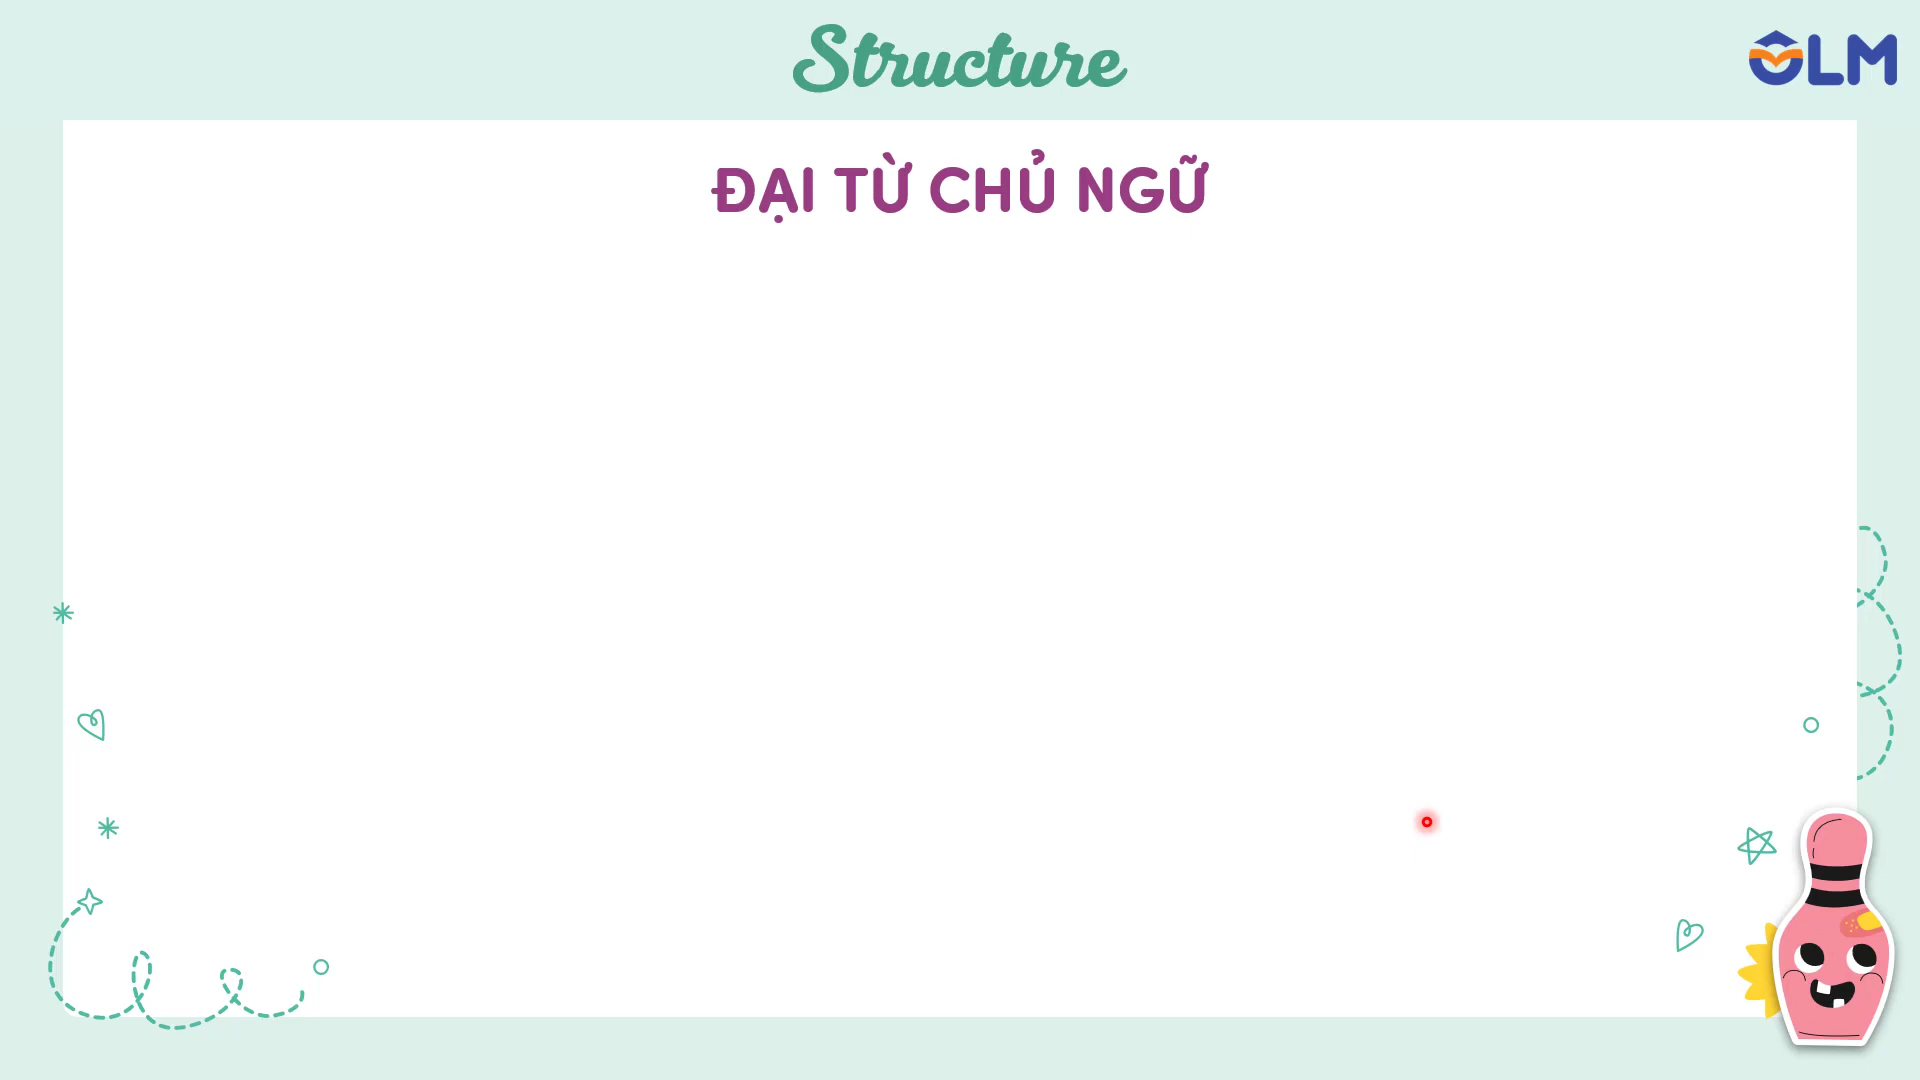 Structure
OLM
ĐẠI TỪ CHỦ NGỮ